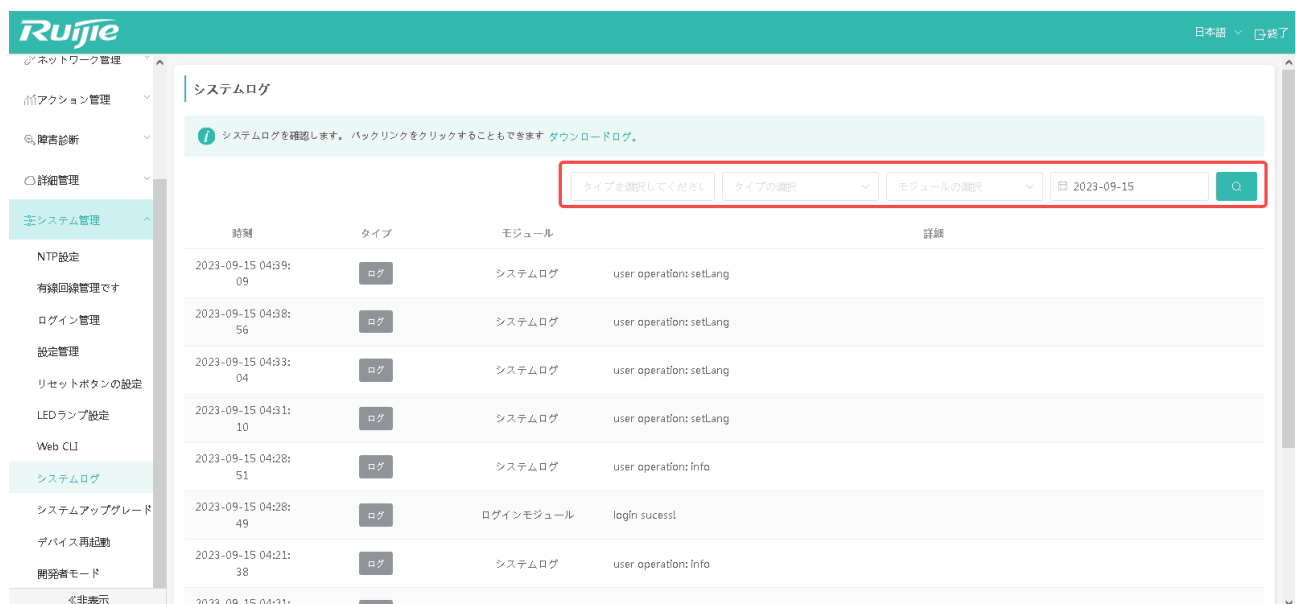 Ruijie
日本語
終了
ネットワーク管理
アクション管理
障害診断
詳細管理
システム管理
NTP設定
有線回線管理です
ログイン管理
設定管理
リセットボタンの設定
LEDランプ設定
Web CLI
システムログ
システムアップグレード
デバイス再起動
開発者モード
≪非表示
システムログ
システムログを確認します。 バックリンクをクリックすることもできます ダウンロードログ。
タイプを選択してくださ タイプの選択 モジュールの選択 2023-09-15
時刻 タイプ モジュール 詳細
2023-09-15 04:39:
09 ログ システムログ user operation: setLang
2023-09-15 04:38:
56 ログ システムログ user operation: setLang
2023-09-15 04:33:
04 ログ システムログ user operation: setLang
2023-09-15 04:31:
10 ログ システムログ user operation: setLang
2023-09-15 04:28:
51 ログ システムログ user operation: info
2023-09-15 04:28:
49 ログ ログインモジュール login sucess!
2023-09-15 04:21:
38 ログ システムログ user operation: info
2023-09-15 04:21: